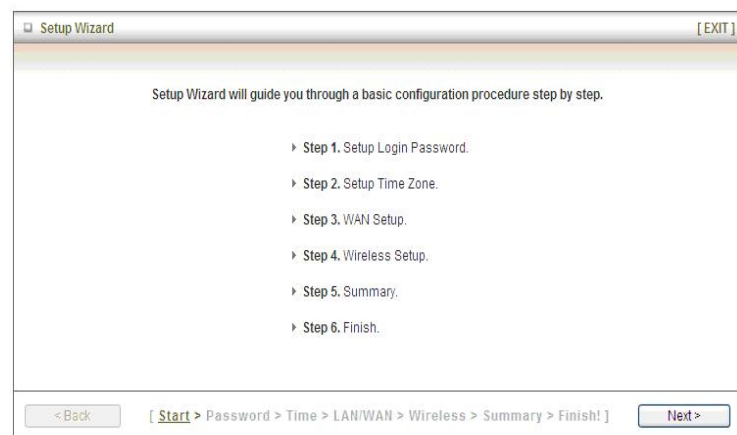 Setup Wizard [ EXIT ]
Setup Wizard will guide you through a basic configuration procedure step by step.
Step 1. Setup Login Password.
Step 2. Setup Time Zone.
Step 3. WAN Setup.
Step 4. Wireless Setup.
Step 5. Summary.
Step 6. Finish.
< Back [ Start > Password > Time > LAN/WAN > Wireless > Summary > Finish! ] Next >